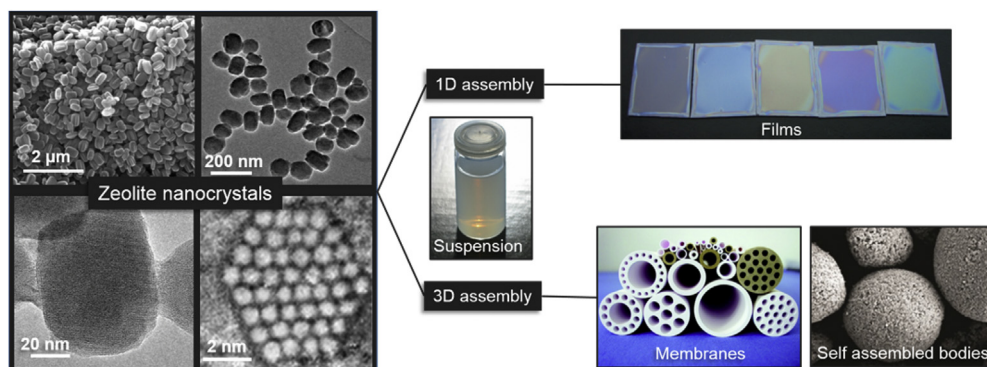 2 µm
200 nm
Zeolite nanocrystals
20 nm
2 nm
1D assembly
Films
Suspension
3D assembly
Membranes
Self assembled bodies